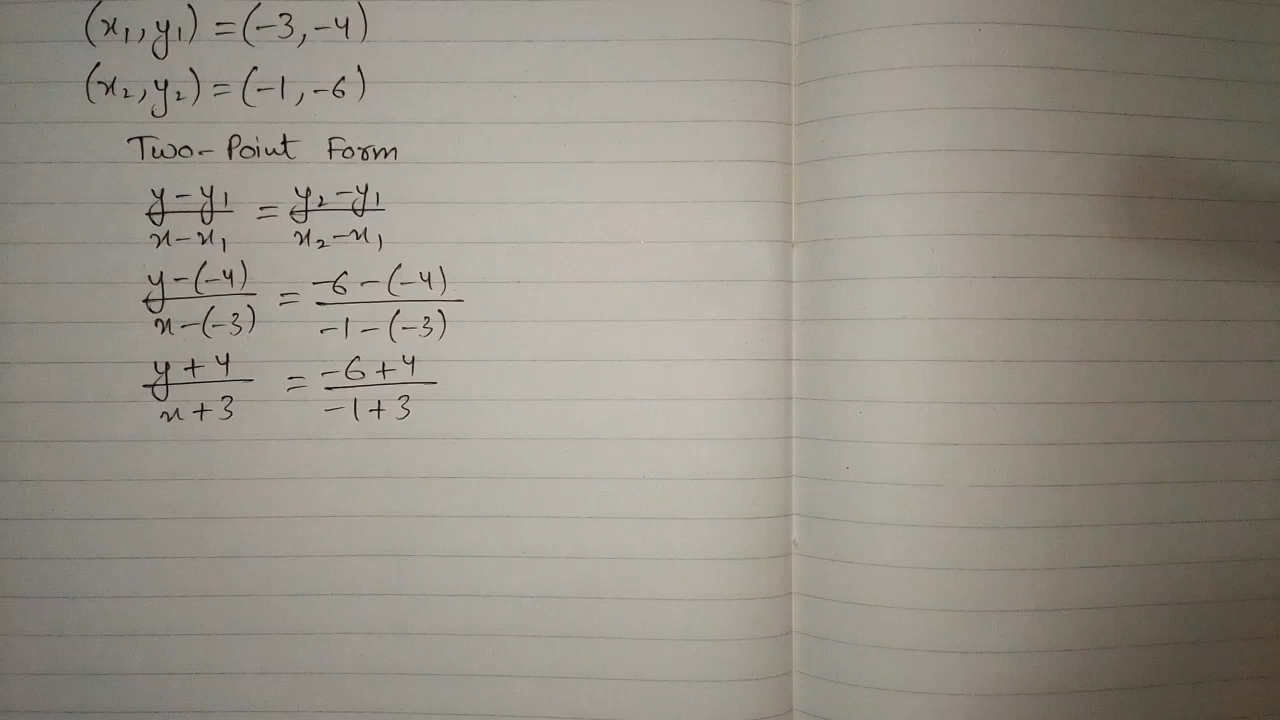 (x₁, y₁) = (-3, -4)
(x₂, y₂) = (-1, -6)
Two-Point Form
(y - y₁)/(x - x₁) = (y₂ - y₁)/(x₂ - x₁)
(y - (-4))/(x - (-3)) = (-6 - (-4))/(-1 - (-3))
(y + 4)/(x + 3) = (-6 + 4)/(-1 + 3)